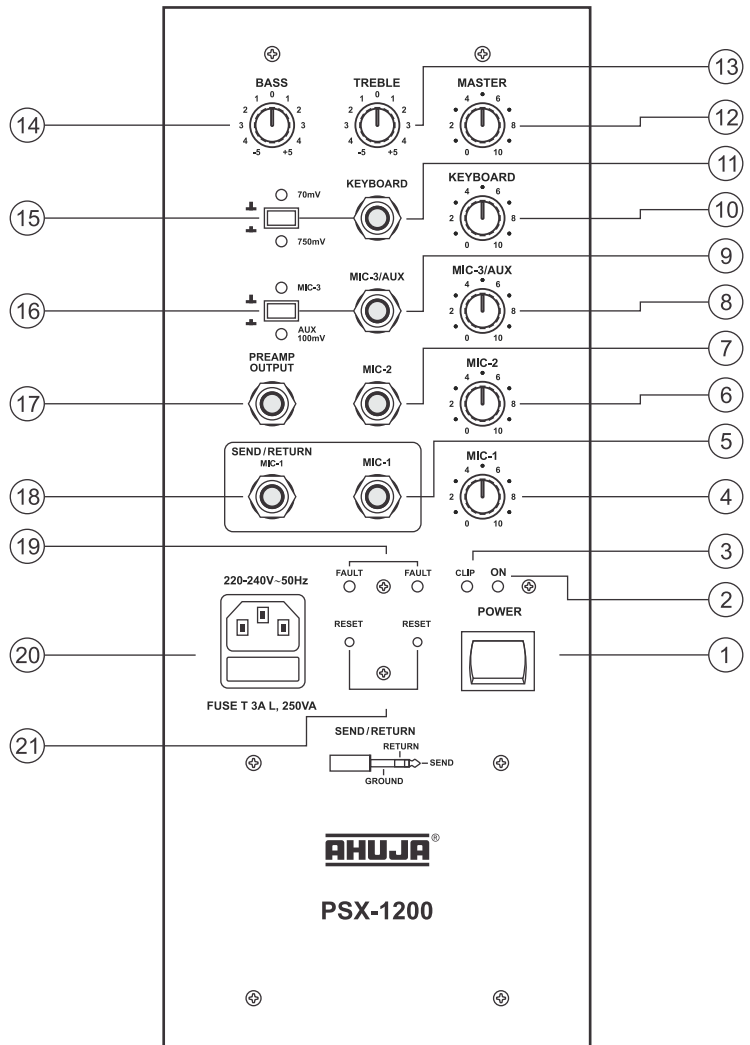 BASS TREBLE MASTER
1 0 1 1 0 1 4 6
2 2 2 2 2 8
3 3 3 3
4 4 4 4
-5 +5 -5 +5 0 10
13
14
12
11
70mV KEYBOARD KEYBOARD
4 6
15
2 8
10
750mV
0 10
9
MIC-3 MIC-3/AUX MIC-3/AUX
4 6
16
2 8
8
AUX
100mV
0 10
7
PREAMP
OUTPUT MIC-2 MIC-2
4 6
17
2 8
6
0 10
5
SEND/RETURN
MIC-1 MIC-1 MIC-1
4 6
18
2 8
4
0 10
19
3
FAULT FAULT CLIP ON
220-240V~50Hz
2
RESET RESET POWER
20
1
FUSE T 3A L, 250VA
21
SEND/RETURN
RETURN
SEND
GROUND
AHUJA®
PSX-1200